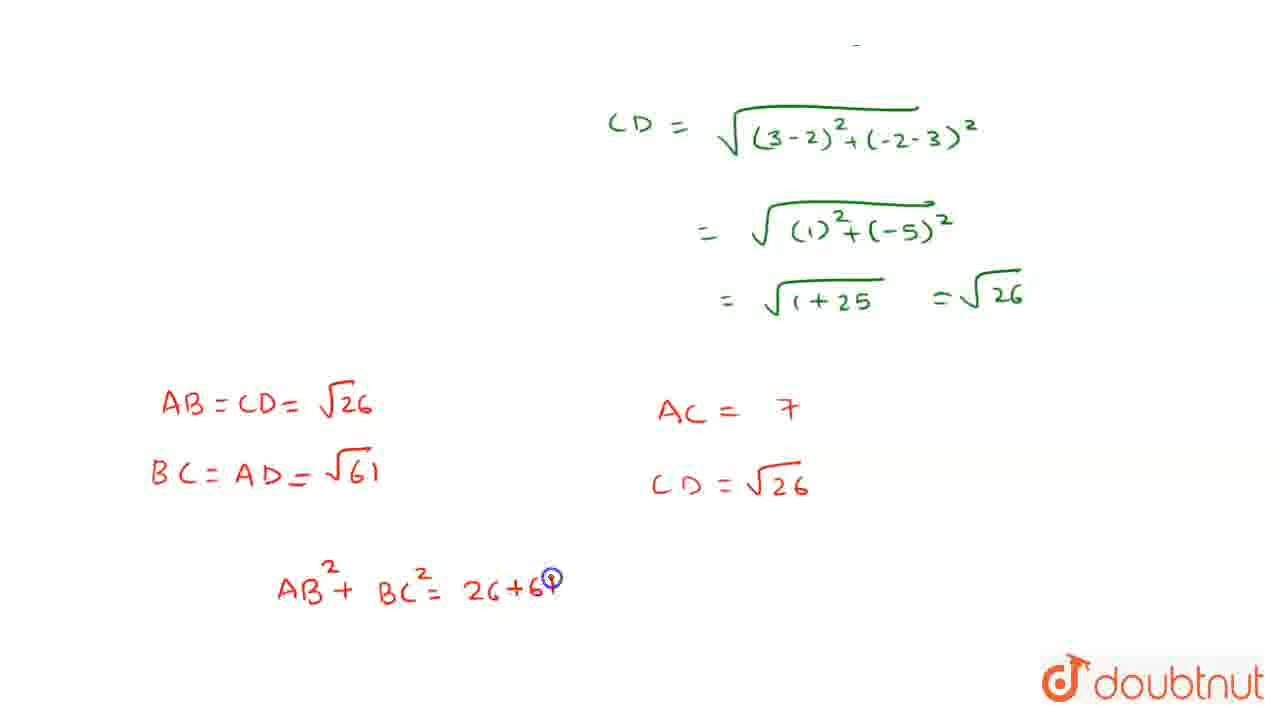 CD = √(3-2)²+(-2-3)²
= √(1)²+(-5)²
= √1+25 = √26
AB = CD = √26
AC = 7
BC = AD = √61
CD = √26
AB² + BC² = 26+61
doubtnut